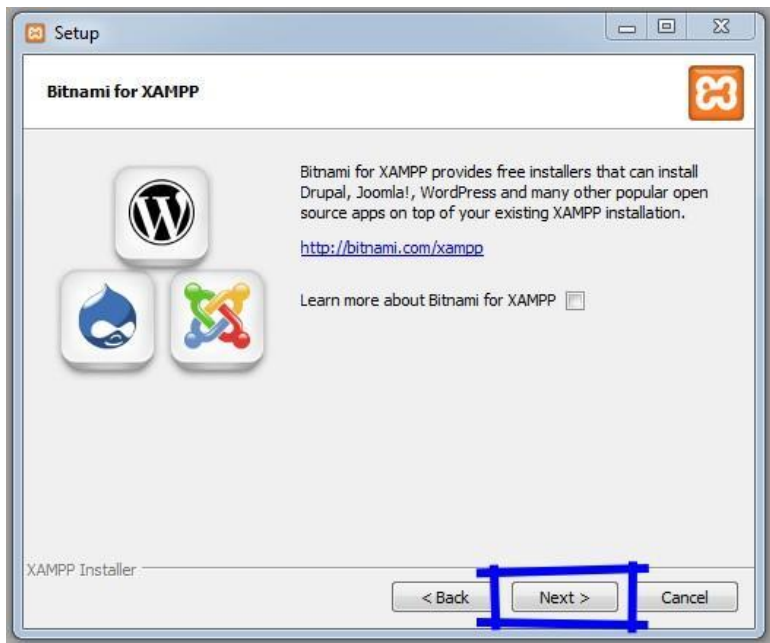 Setup
Bitnami for XAMPP
Bitnami for XAMPP provides free installers that can install
Drupal, Joomla!, WordPress and many other popular open
source apps on top of your existing XAMPP installation.
http://bitnami.com/xampp
Learn more about Bitnami for XAMPP
XAMPP Installer
< Back Next > Cancel